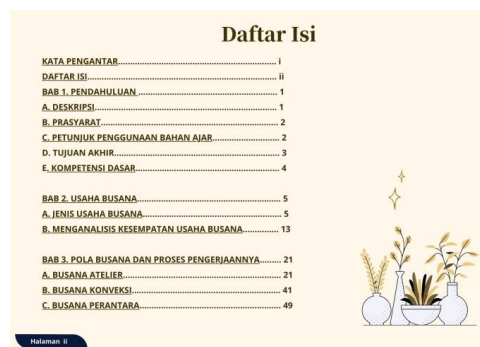 Daftar Isi
KATA PENGANTAR................................................................. i
DAFTAR ISI.............................................................................. ii
BAB 1. PENDAHULUAN ......................................................... 1
A. DESKRIPSI........................................................................... 1
B. PRASYARAT......................................................................... 2
C. PETUNJUK PENGGUNAAN BAHAN AJAR........................... 2
D. TUJUAN AKHIR.................................................................... 3
E. KOMPETENSI DASAR........................................................... 4
BAB 2. USAHA BUSANA........................................................... 5
A. JENIS USAHA BUSANA......................................................... 5
B. MENGANALISIS KESEMPATAN USAHA BUSANA............... 13
BAB 3. POLA BUSANA DAN PROSES PENGERJAANNYA......... 21
A. BUSANA ATELIER................................................................. 21
B. BUSANA KONVEKSI............................................................. 41
C. BUSANA PERANTARA.......................................................... 49
Halaman ii